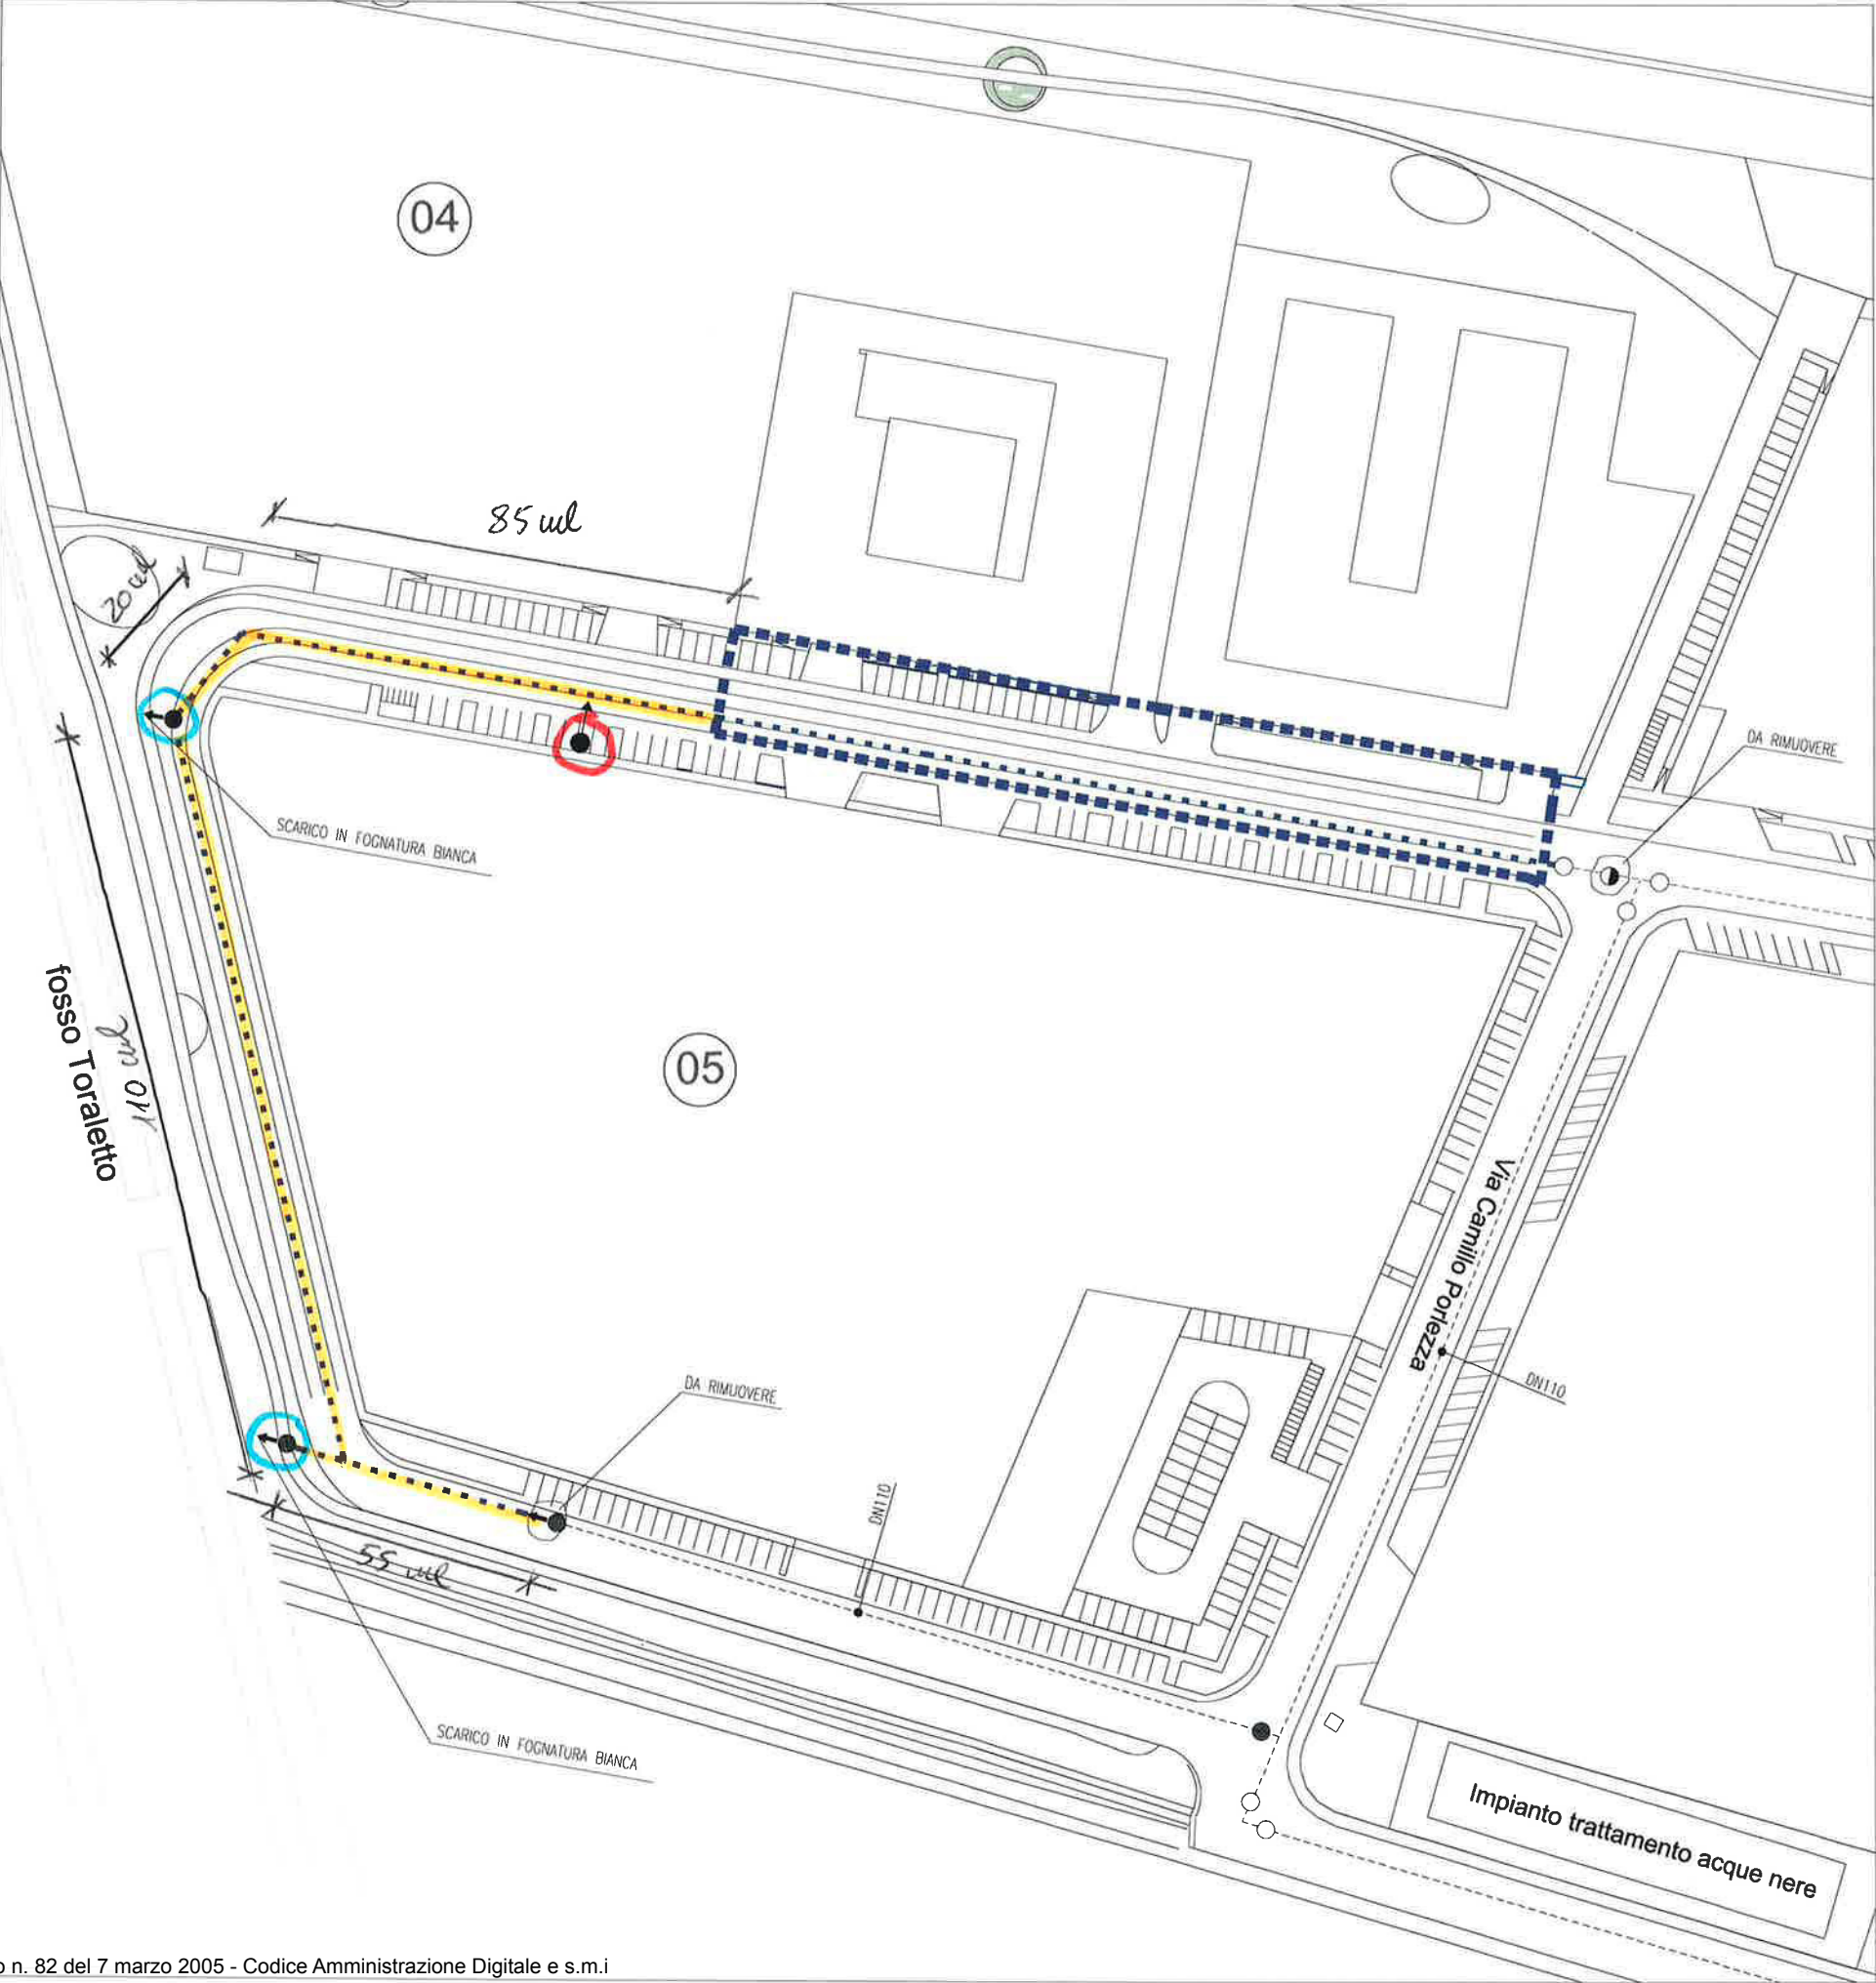 04
85 ml
20 ml
DA RIMUOVERE
SCARICO IN FOGNATURA BIANCA
fosso Toraletto
05
Via Camillo Porlezza
DA RIMUOVERE
DN110
DN110
55 ml
SCARICO IN FOGNATURA BIANCA
Impianto trattamento acque nere
o n. 82 del 7 marzo 2005 - Codice Amministrazione Digitale e s.m.i